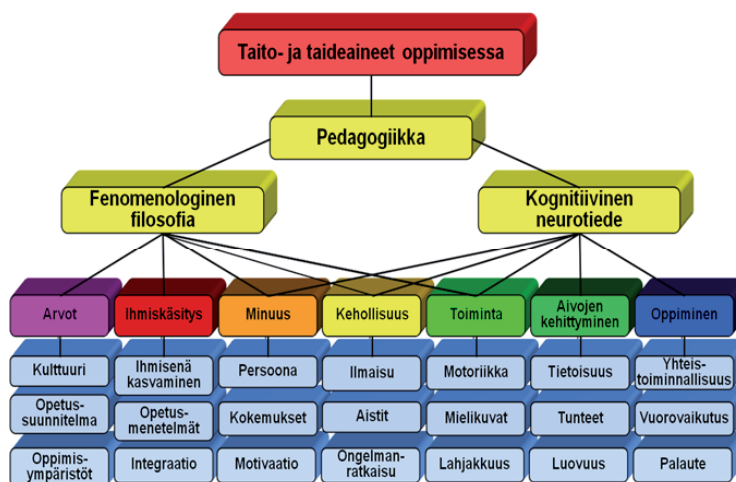 Taito- ja taideaineet oppimisessa
Pedagogiikka
Fenomenologinen
filosofia
Kognitiivinen
neurotiede
Arvot
Ihmiskäsitys
Minuus
Kehollisuus
Toiminta
Aivojen
kehittyminen
Oppiminen
Kulttuuri
Ihmisenä
kasvaminen
Persoona
Ilmaisu
Motoriikka
Tietoisuus
Yhteis-
toiminnallisuus
Opetus-
suunnitelma
Opetus-
menetelmät
Kokemukset
Aistit
Mielikuvat
Tunteet
Vuorovaikutus
Oppimis-
ympäristöt
Integraatio
Motivaatio
Ongelman-
ratkaisu
Lahjakkuus
Luovuus
Palaute